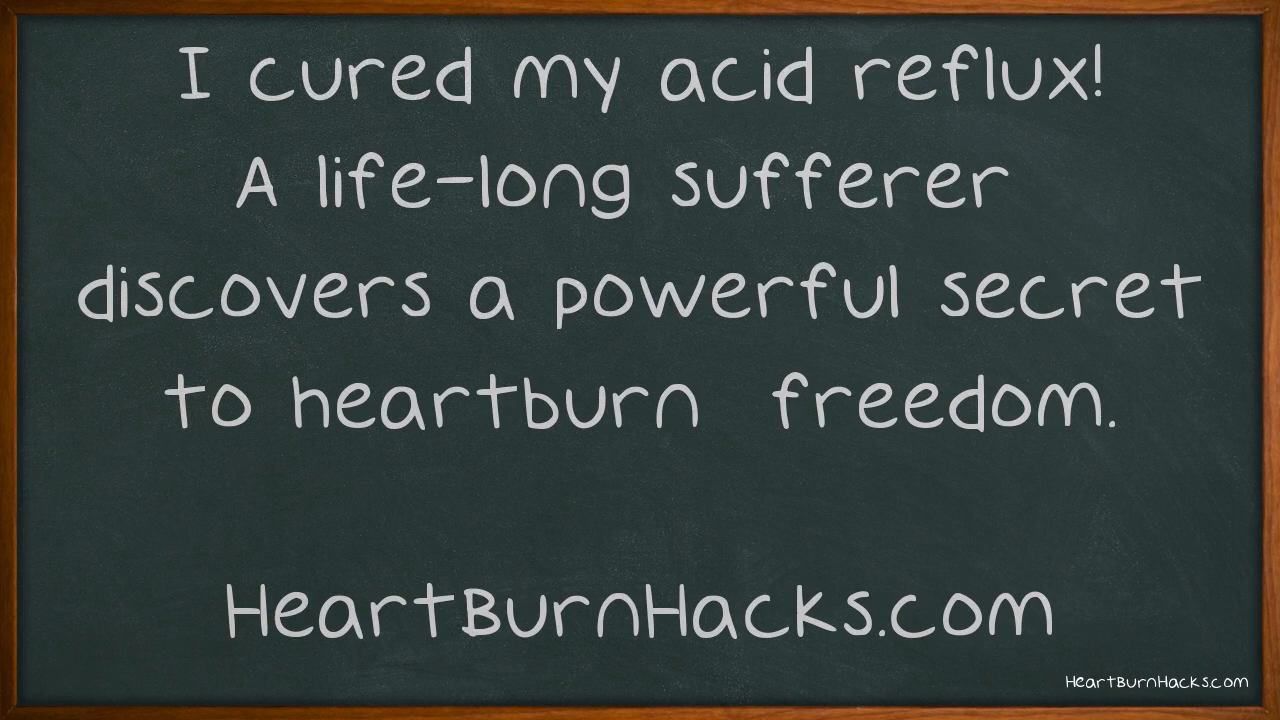 I cured my acid reflux!
A life-long sufferer
discovers a powerful secret
to heartburn freedom.
HeartBurnHacks.com
HeartBurnHacks.com